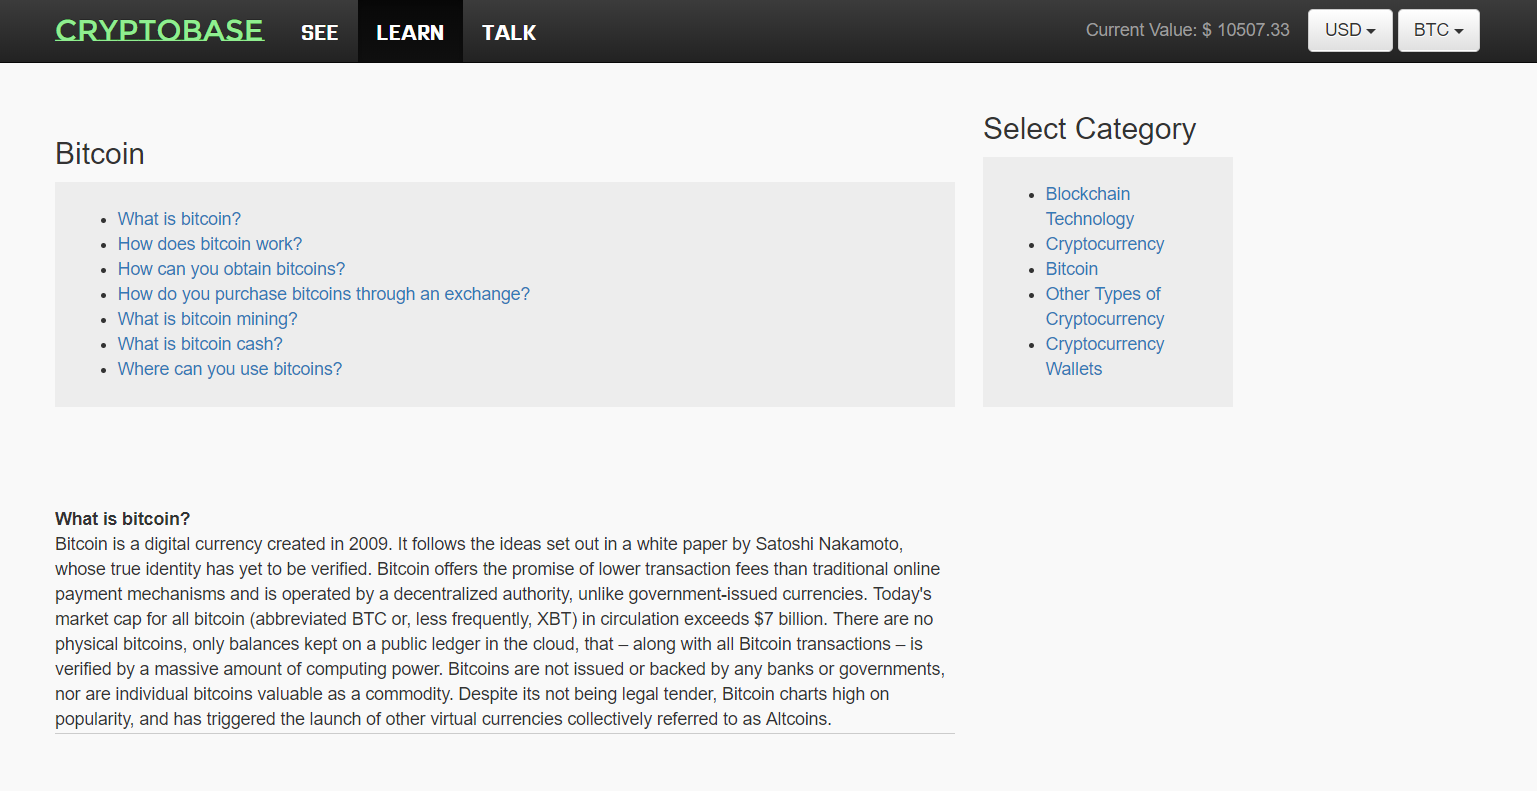 CRYPTOBASE SEE LEARN TALK Current Value: $ 10507.33 USD BTC
Bitcoin
What is bitcoin?
How does bitcoin work?
How can you obtain bitcoins?
How do you purchase bitcoins through an exchange?
What is bitcoin mining?
What is bitcoin cash?
Where can you use bitcoins?
Select Category
Blockchain
Technology
Cryptocurrency
Bitcoin
Other Types of
Cryptocurrency
Cryptocurrency
Wallets
What is bitcoin?
Bitcoin is a digital currency created in 2009. It follows the ideas set out in a white paper by Satoshi Nakamoto,
whose true identity has yet to be verified. Bitcoin offers the promise of lower transaction fees than traditional online
payment mechanisms and is operated by a decentralized authority, unlike government-issued currencies. Today's
market cap for all bitcoin (abbreviated BTC or, less frequently, XBT) in circulation exceeds $7 billion. There are no
physical bitcoins, only balances kept on a public ledger in the cloud, that – along with all Bitcoin transactions – is
verified by a massive amount of computing power. Bitcoins are not issued or backed by any banks or governments,
nor are individual bitcoins valuable as a commodity. Despite its not being legal tender, Bitcoin charts high on
popularity, and has triggered the launch of other virtual currencies collectively referred to as Altcoins.